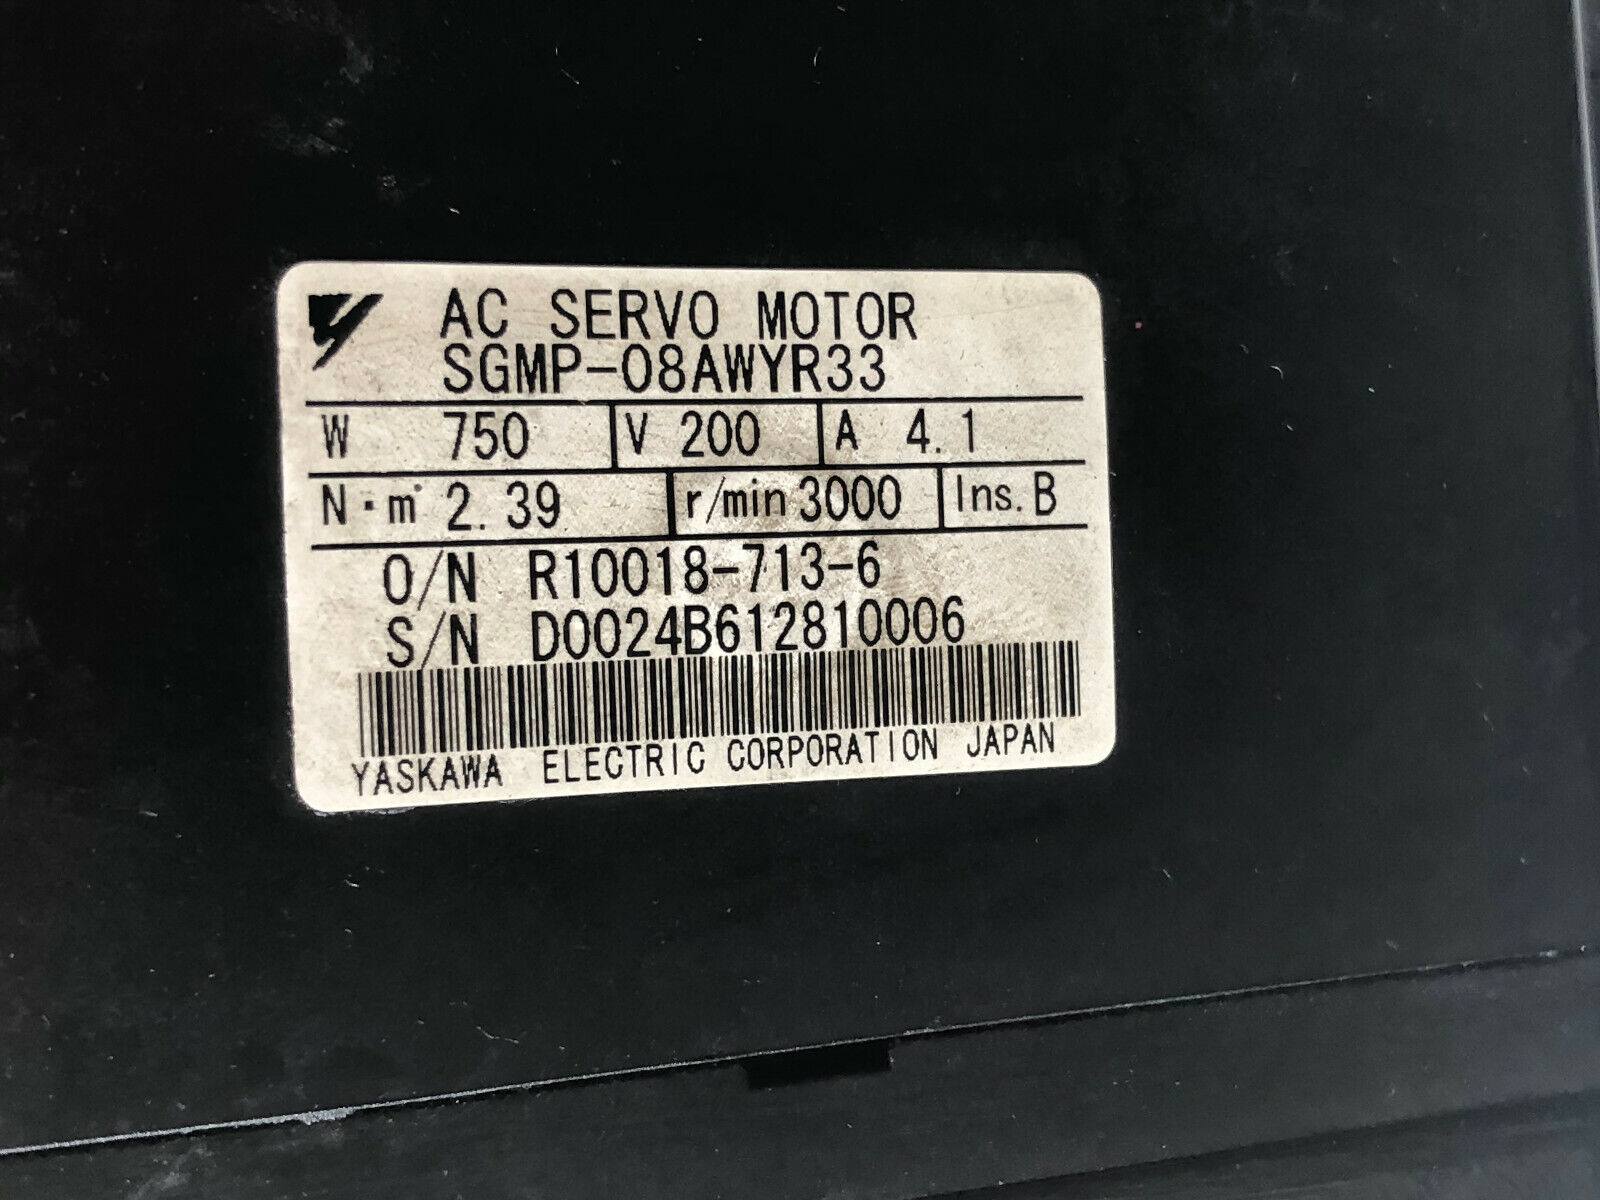 AC SERVO MOTOR
SGMP-08AWYR33
W 750 V 200 A 4.1
N·m 2.39 r/min 3000 Ins. B
O/N R10018-713-6
S/N D0024B612810006
YASKAWA ELECTRIC CORPORATION JAPAN